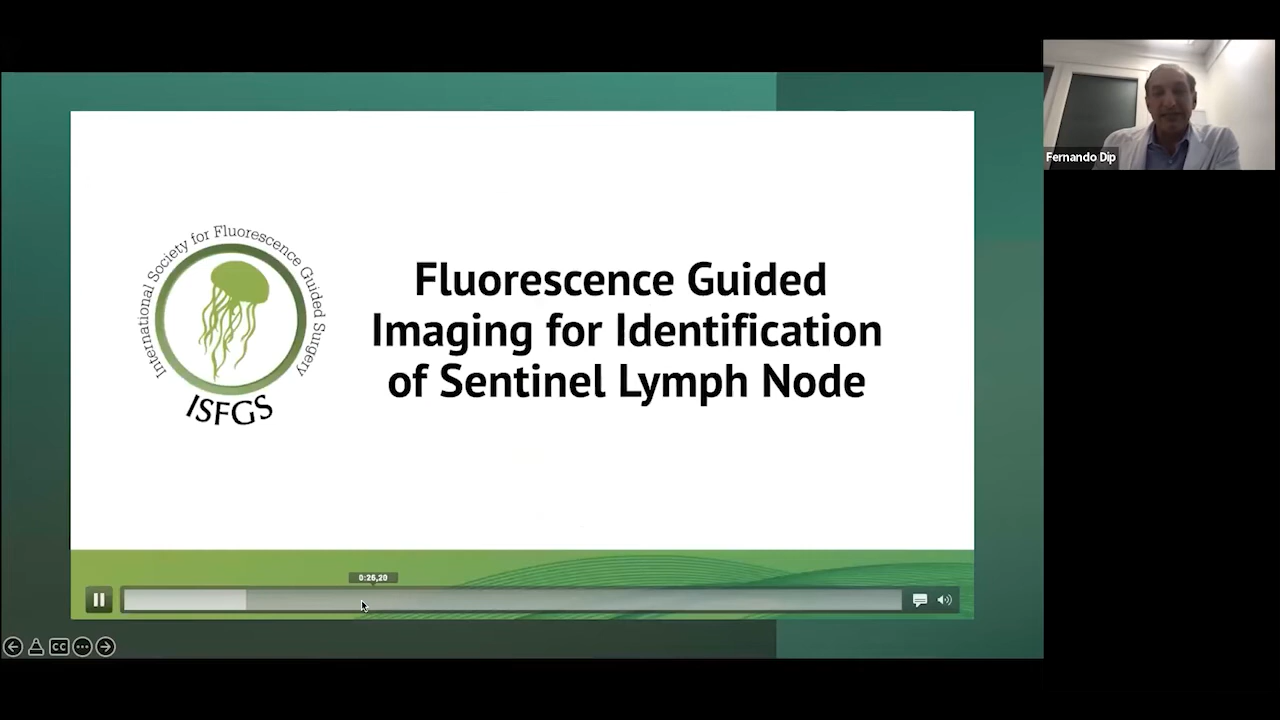 International Society for Fluorescence Guided Surgery
ISFGS
Fluorescence Guided
Imaging for Identification
of Sentinel Lymph Node
Fernando Dip
0:26,20
CC